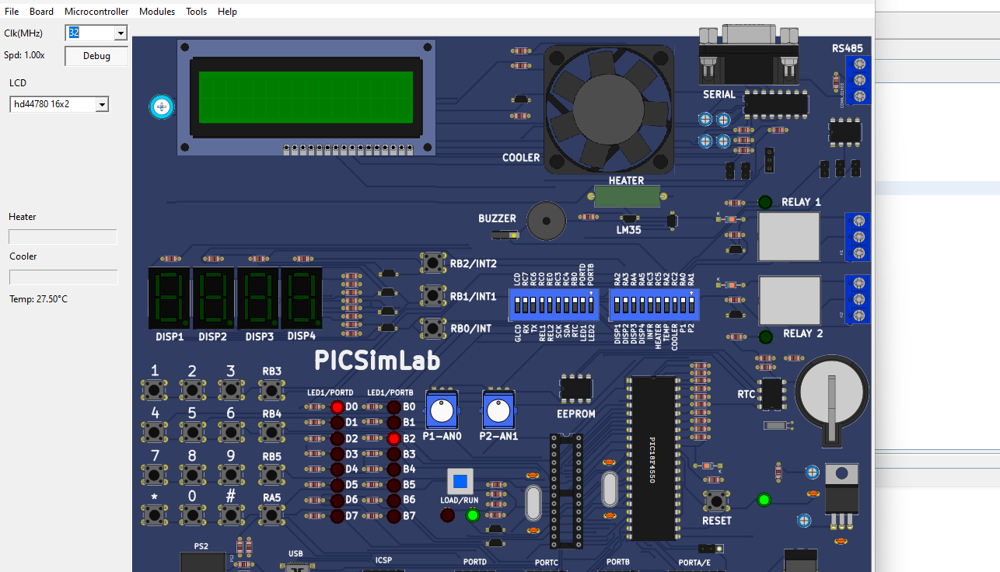 File Board Microcontroller Modules Tools Help
Clk(MHz) 32
Spd: 1.00x Debug
LCD
hd44780 16x2
Heater
Cooler
Temp: 27.50°C
RS485
SERIAL
COOLER
HEATER
BUZZER
LM35
RELAY 1
RELAY 2
RB2/INT2
RB1/INT1
RB0/INT
LCD RC7 RC6 RC0 RE0 RC3 RC4 RB0 PORTD PORTB
GLCD RX TX REL1 REL2 SCK SDA RTC LED1 LED2
RA2 RA3 RA4 RA5 RC3 RC5 RA2 RC2 RA0 RA1
DISP1 DISP2 DISP3 DISP4 INFR HEATER TEMP COOLER P1 P2
DISP1 DISP2 DISP3 DISP4
PICSimLab
1 2 3 RB3
4 5 6 RB4
7 8 9 RB5
* 0 # RA5
LED1/PORTD LED1/PORTB
D0 B0
D1 B1
D2 B2
D3 B3
D4 B4
D5 B5
D6 B6
D7 B7
P1-AN0 P2-AN1
EEPROM
RTC
PIC18F4550
LOAD/RUN
RESET
PS2
PS2
USB
ICSP
PORTD
PORTC
PORTB
PORTA/E